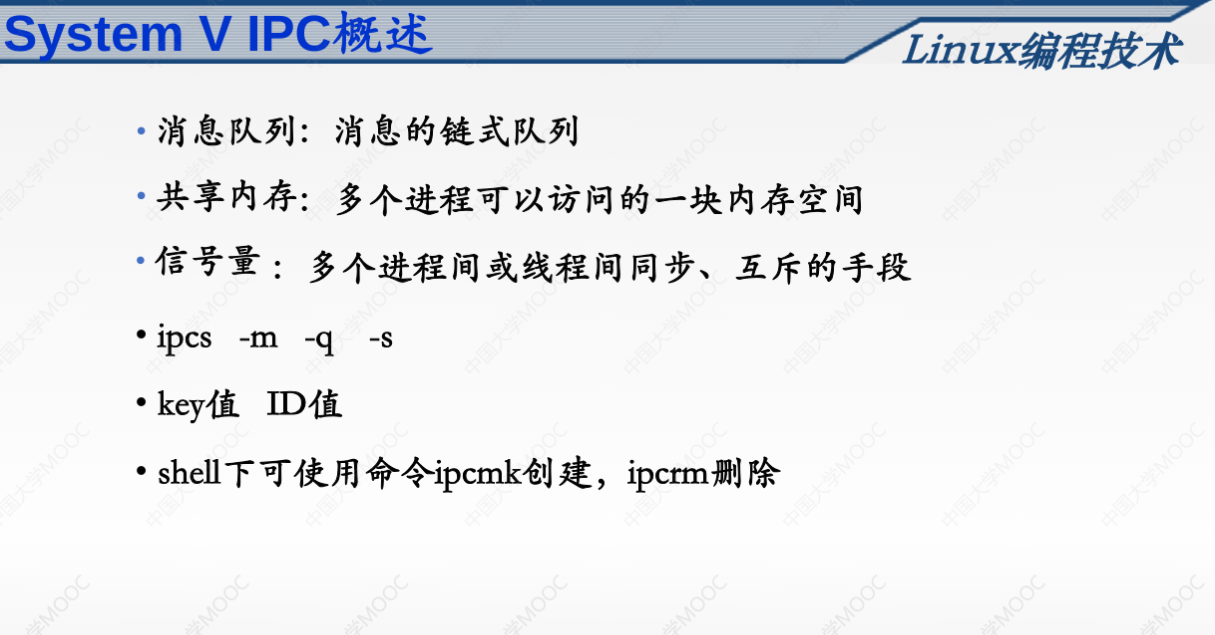 System V IPC概述
Linux编程技术
• 消息队列： 消息的链式队列
• 共享内存： 多个进程可以访问的一块内存空间
• 信号量 ： 多个进程间或线程间同步、互斥的手段
• ipcs -m -q -s
• key值 ID值
• shell下可使用命令ipcmk创建，ipcrm删除
中国大学MOOC